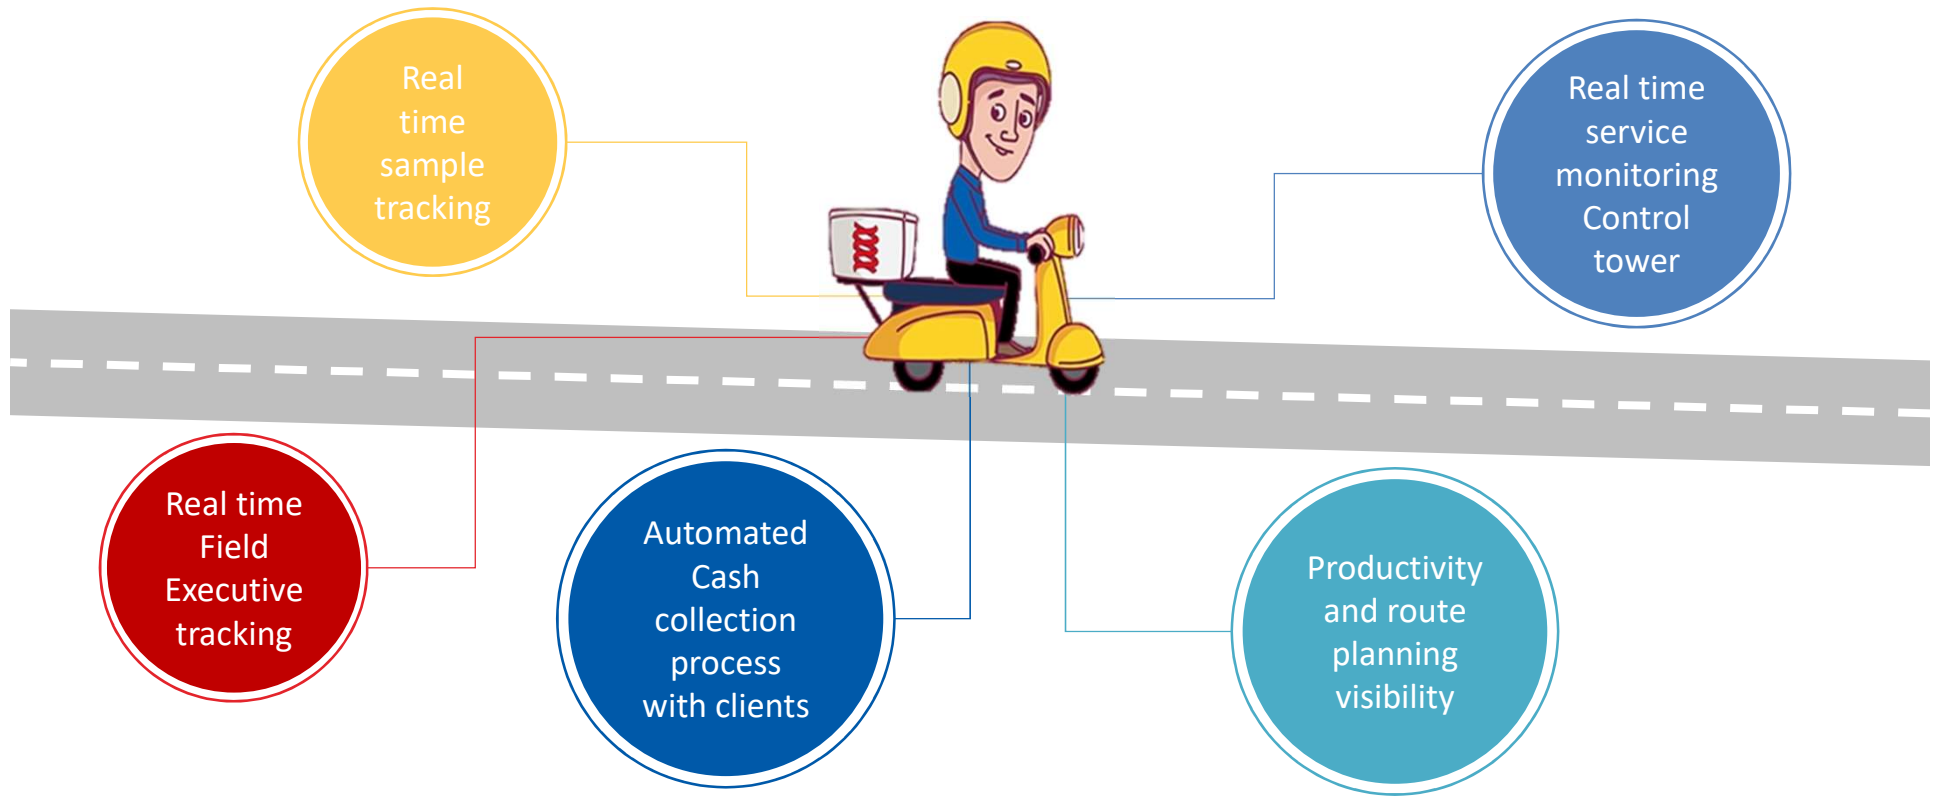 Real
time
sample
tracking
Real time
service
monitoring
Control
tower
Real time
Field
Executive
tracking
Automated
Cash
collection
process
with clients
Productivity
and route
planning
visibility